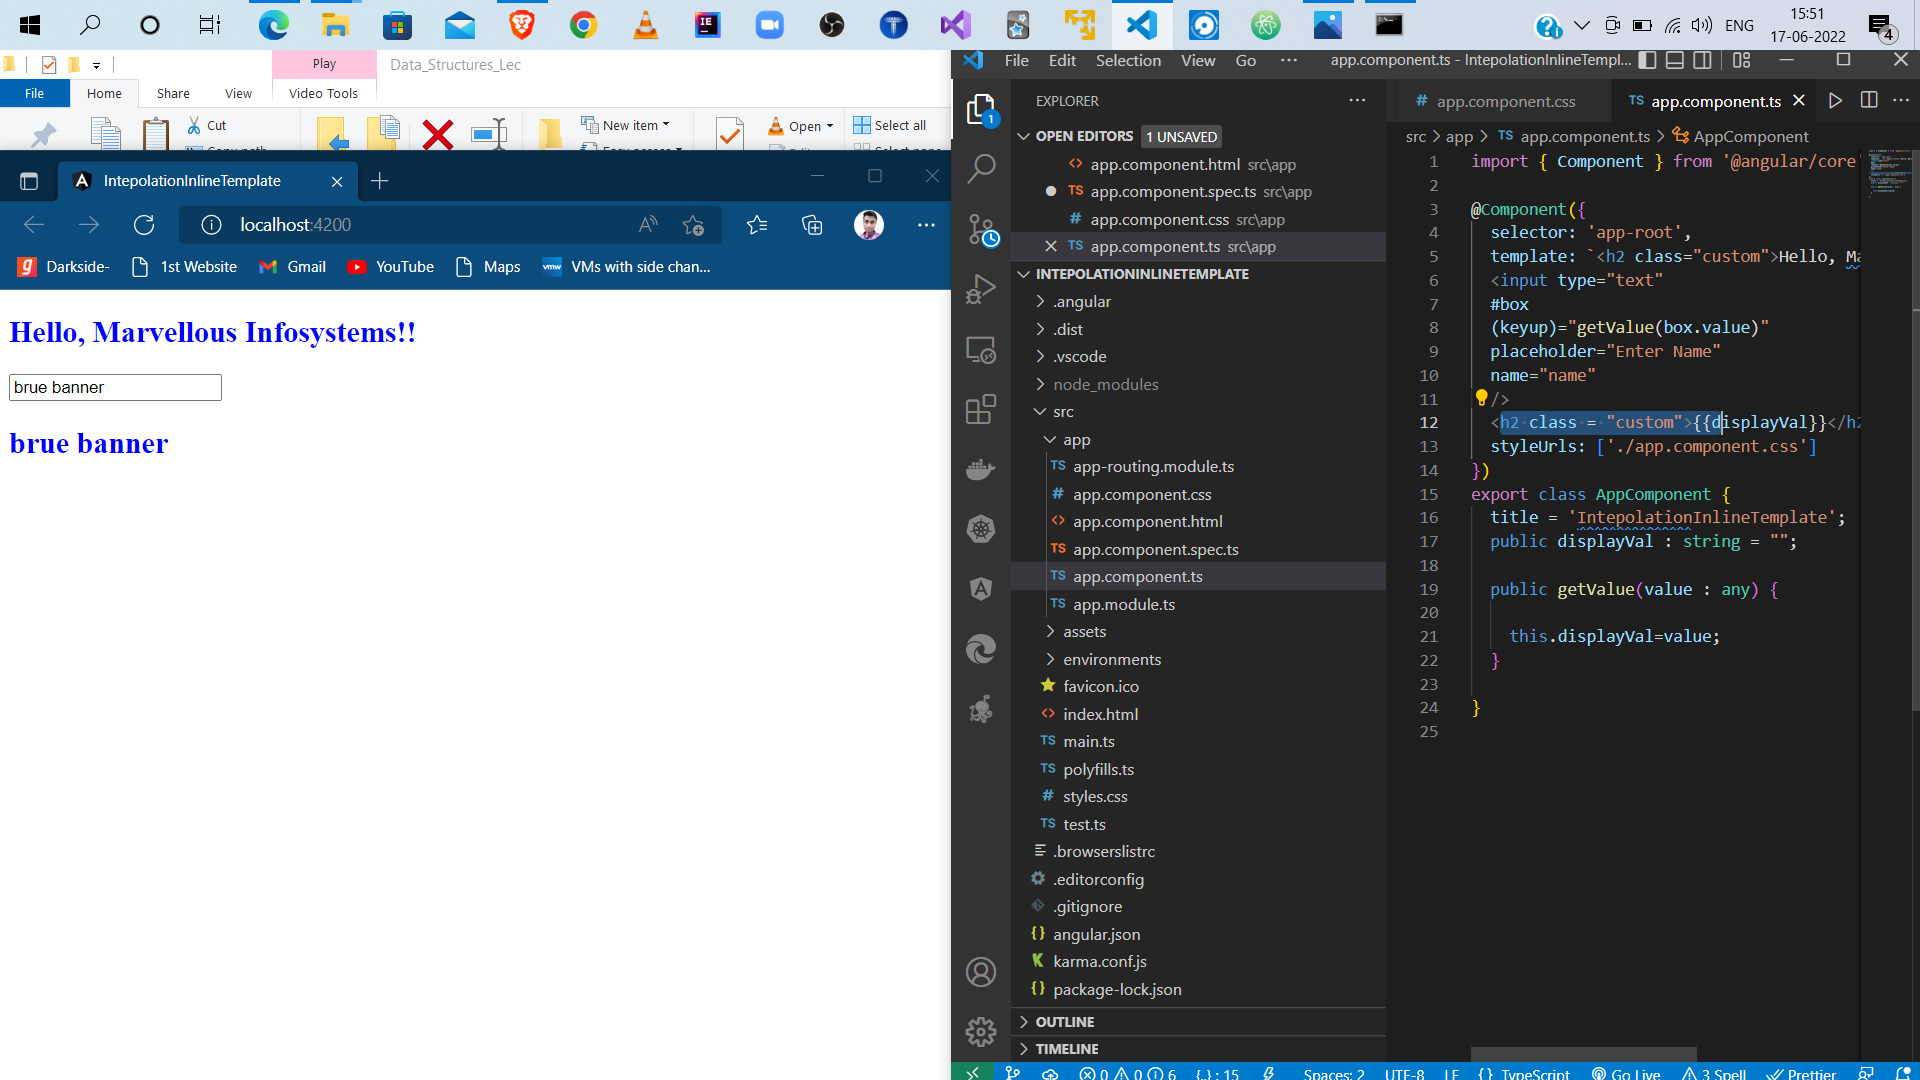 ENG
15:51
17-06-2022
4
Play
Data_Structures_Lec
File
Home
Share
View
Video Tools
Cut
New item
Open
Select all
IntepolationInlineTemplate
localhost:4200
Darkside-
1st Website
Gmail
YouTube
Maps
VMs with side chan...
Hello, Marvellous Infosystems!!
brue banner
brue banner
File Edit Selection View Go ... app.component.ts - IntepolationInlineTempl...
EXPLORER
OPEN EDITORS 1 UNSAVED
app.component.html src\app
app.component.spec.ts src\app
app.component.css src\app
app.component.ts src\app
INTEPOLATIONINLINETEMPLATE
.angular
.dist
.vscode
node_modules
src
app
app-routing.module.ts
app.component.css
app.component.html
app.component.spec.ts
app.component.ts
app.module.ts
assets
environments
favicon.ico
index.html
main.ts
polyfills.ts
styles.css
test.ts
.browserslistrc
.editorconfig
.gitignore
angular.json
karma.conf.js
package-lock.json
OUTLINE
TIMELINE
# app.component.css
TS app.component.ts
src > app > TS app.component.ts > AppComponent
1 import { Component } from '@angular/core'
2
3 @Component({
4 selector: 'app-root',
5 template: `<h2 class="custom">Hello, Ma
6 <input type="text"
7 #box
8 (keyup)="getValue(box.value)"
9 placeholder="Enter Name"
10 name="name"
11 />
12 <h2 class = "custom">{{displayVal}}</h2
13 styleUrls: ['./app.component.css']
14 })
15 export class AppComponent {
16 title = 'IntepolationInlineTemplate';
17 public displayVal : string = "";
18
19 public getValue(value : any) {
20
21 this.displayVal=value;
22 }
23
24 }
25
0 0 6 {..} : 15 Spaces: 2 UTF-8 LF {} TypeScript Go Live 3 Spell Prettier